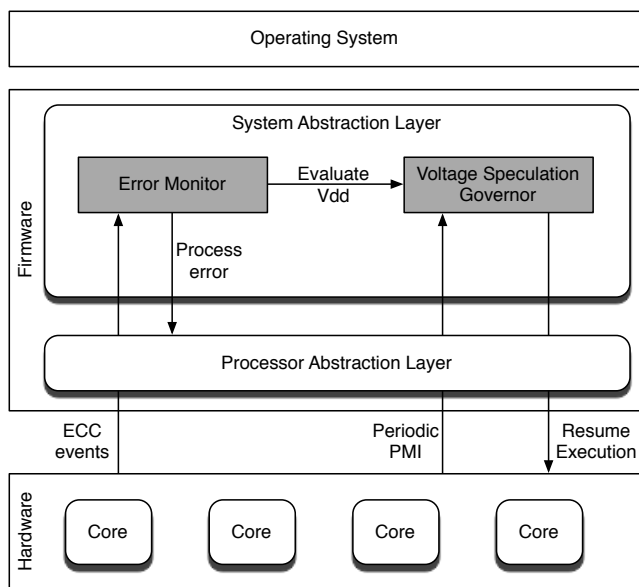 Operating System
Firmware
System Abstraction Layer
Error Monitor
Evaluate
Vdd
Voltage Speculation
Governor
Process
error
Processor Abstraction Layer
ECC
events
Periodic
PMI
Resume
Execution
Hardware
Core
Core
Core
Core